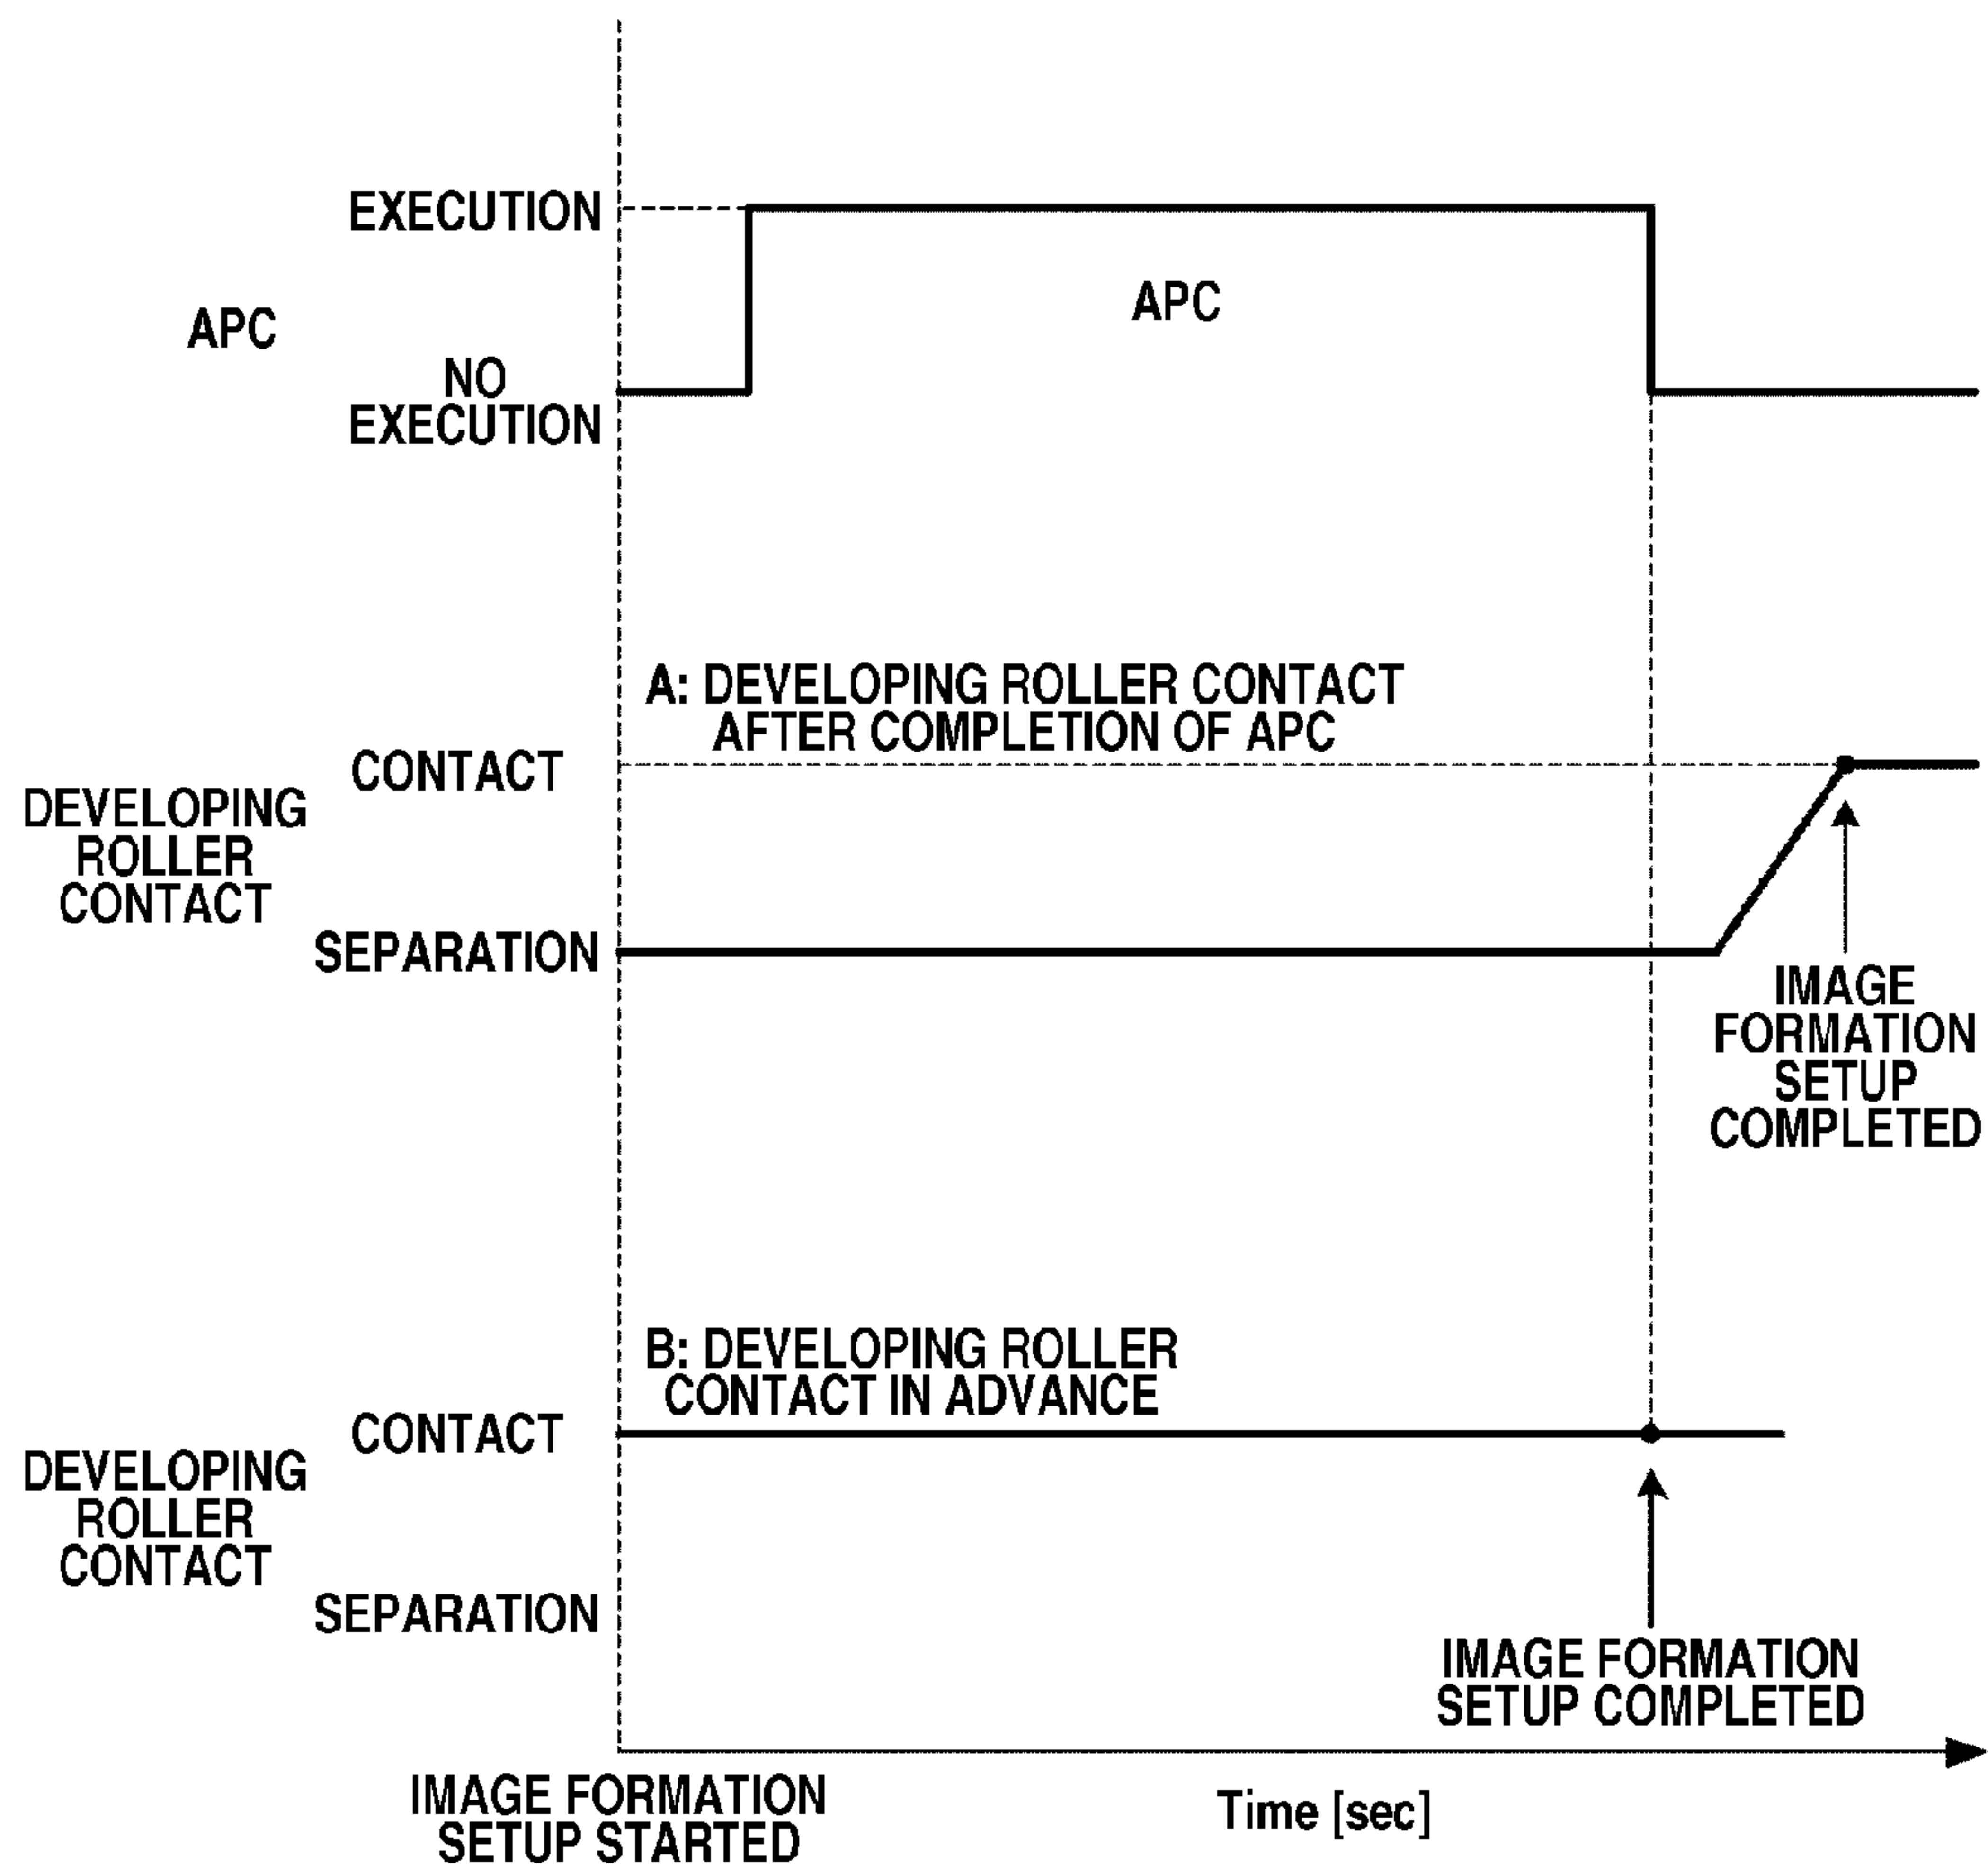 EXECUTION
APC
APC
NO
EXECUTION
A: DEVELOPING ROLLER CONTACT
AFTER COMPLETION OF APC
CONTACT
DEVELOPING
ROLLER
CONTACT
SEPARATION
IMAGE
FORMATION
SETUP
COMPLETED
B: DEVELOPING ROLLER
CONTACT IN ADVANCE
CONTACT
DEVELOPING
ROLLER
CONTACT
SEPARATION
IMAGE FORMATION
SETUP COMPLETED
IMAGE FORMATION
SETUP STARTED
Time [sec]